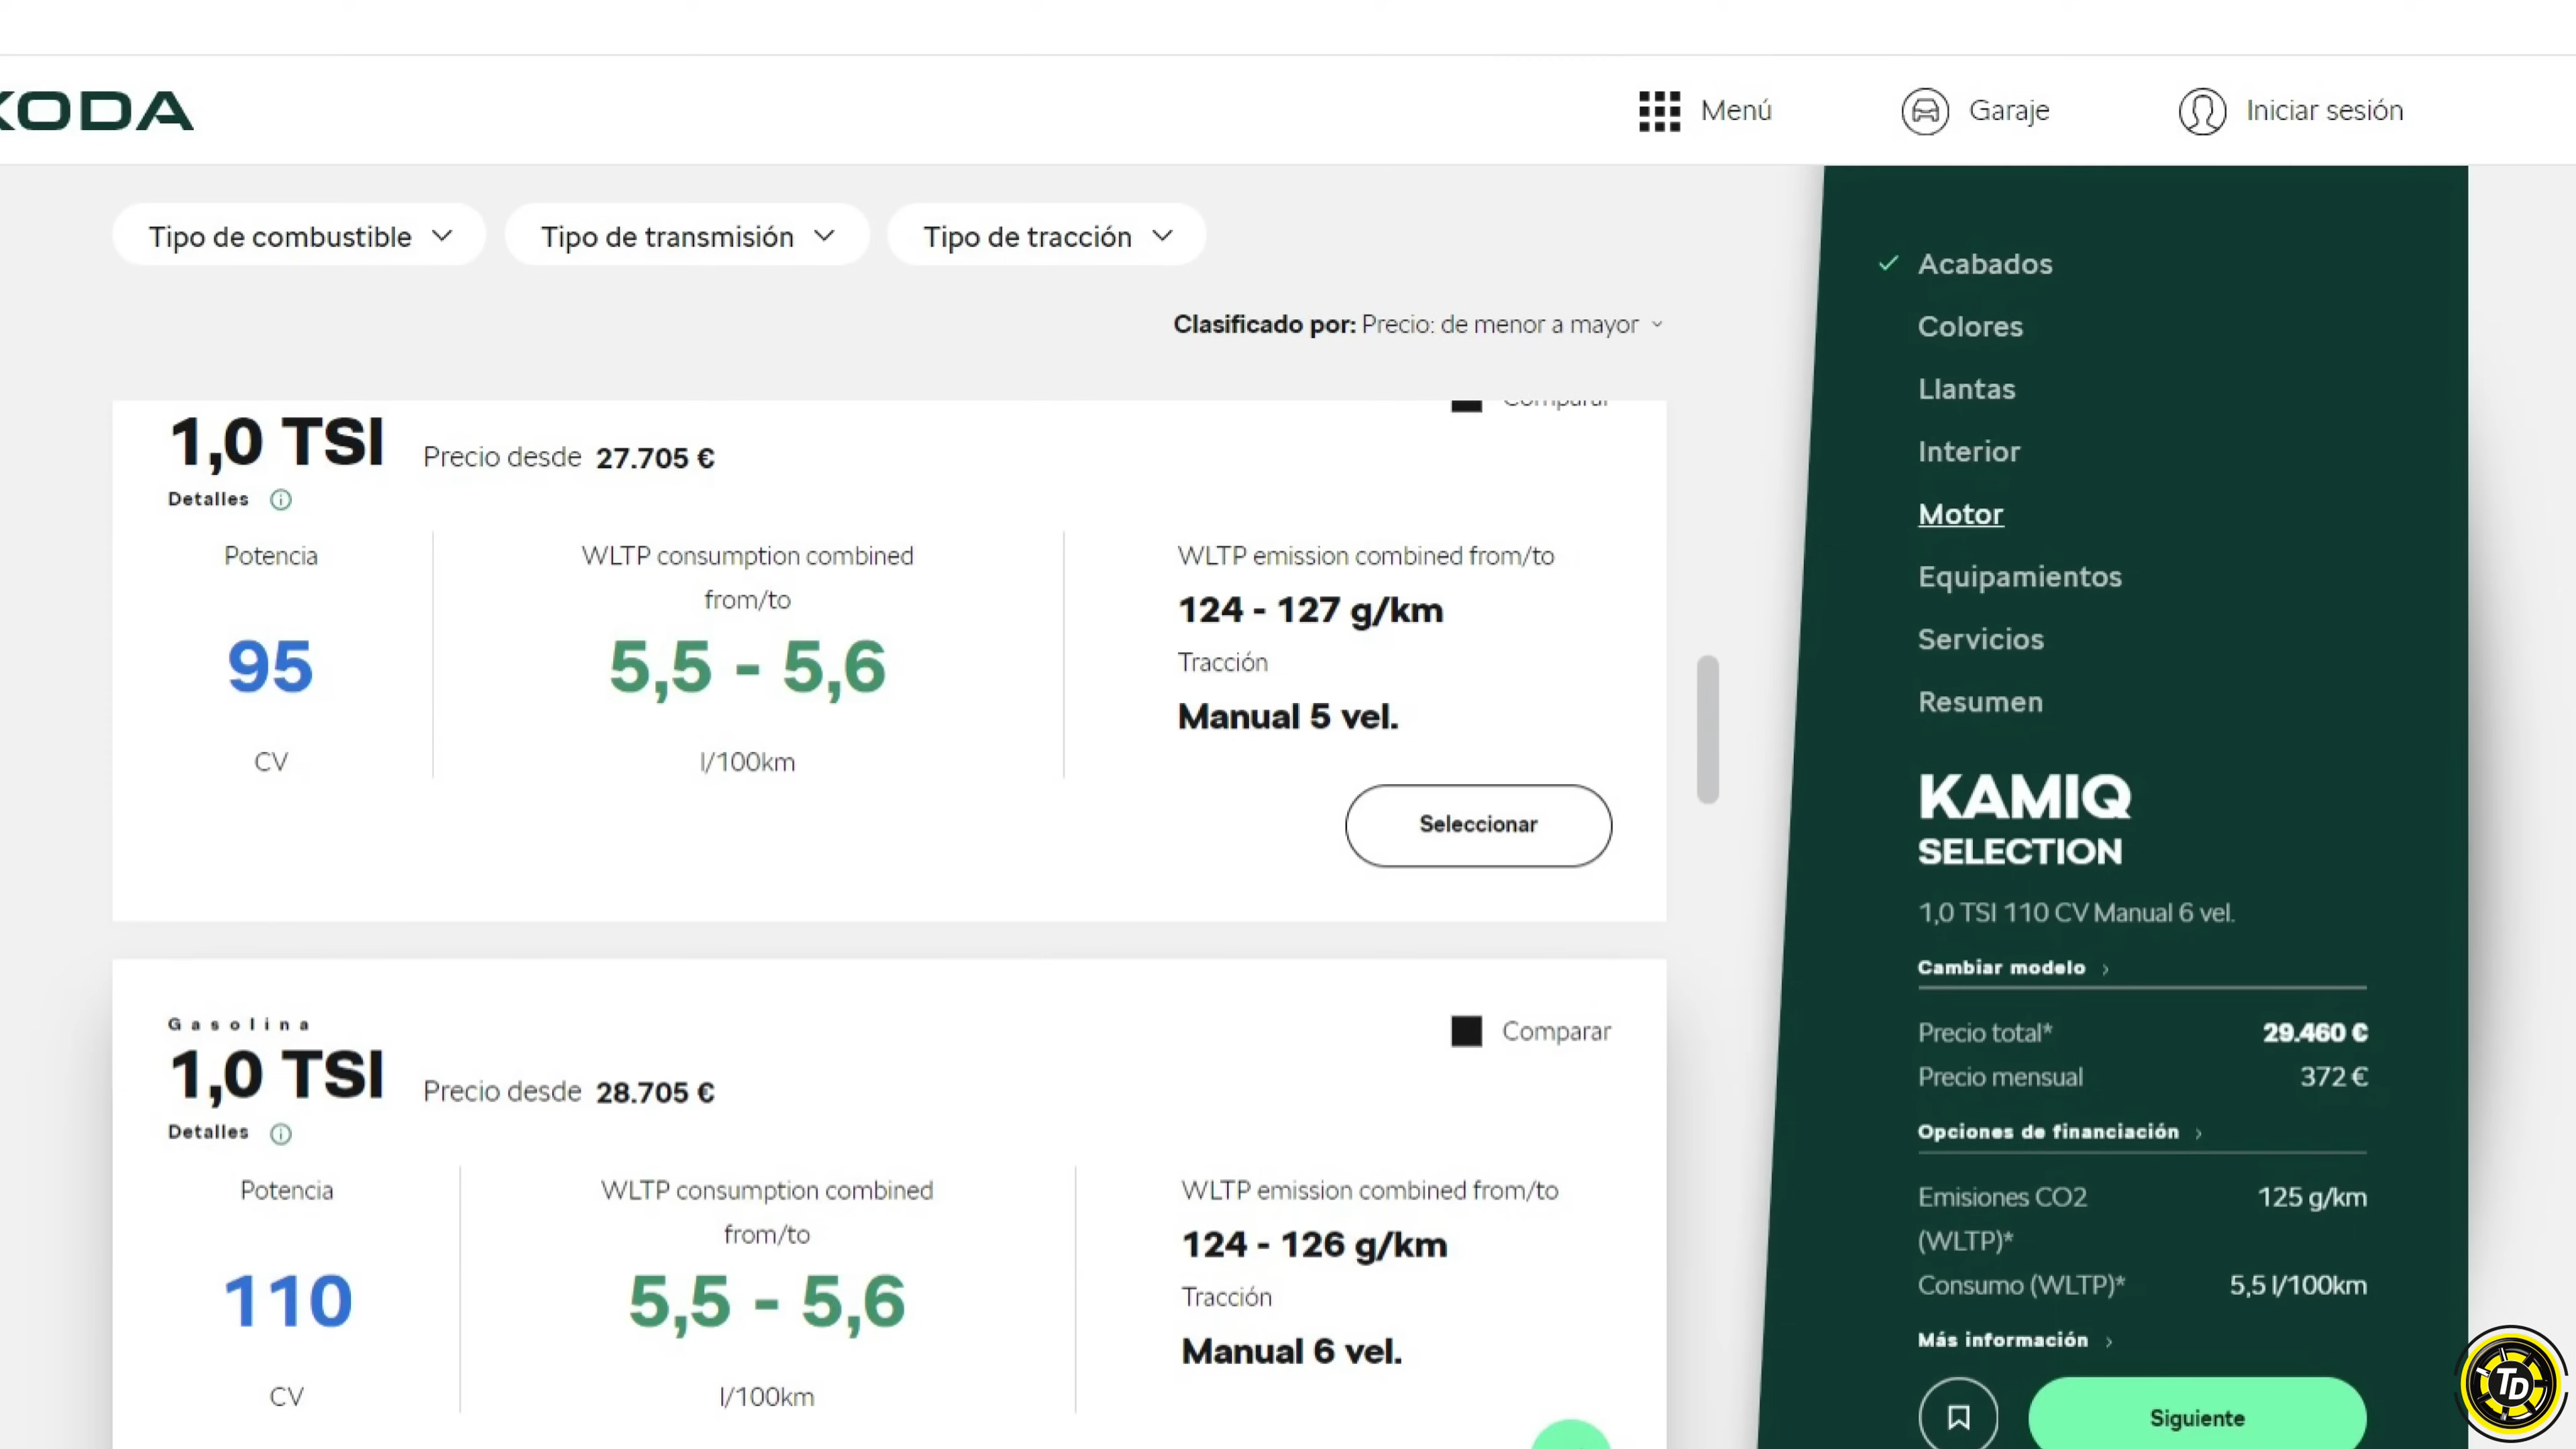 KODA
Menú
Garaje
Iniciar sesión
Tipo de combustible
Tipo de transmisión
Tipo de tracción
Clasificado por: Precio: de menor a mayor
Comparar
1,0 TSI
Precio desde 27.705 €
Detalles
Potencia
95
CV
WLTP consumption combined
from/to
5,5 - 5,6
l/100km
WLTP emission combined from/to
124 - 127 g/km
Tracción
Manual 5 vel.
Seleccionar
Gasolina
Comparar
1,0 TSI
Precio desde 28.705 €
Detalles
Potencia
110
CV
WLTP consumption combined
from/to
5,5 - 5,6
l/100km
WLTP emission combined from/to
124 - 126 g/km
Tracción
Manual 6 vel.
Acabados
Colores
Llantas
Interior
Motor
Equipamientos
Servicios
Resumen
KAMIQ
SELECTION
1,0 TSI 110 CV Manual 6 vel.
Cambiar modelo
Precio total* 29.460 €
Precio mensual 372 €
Opciones de financiación
Emisiones CO2 125 g/km
(WLTP)*
Consumo (WLTP)* 5,5 l/100km
Más información
Siguiente
TD